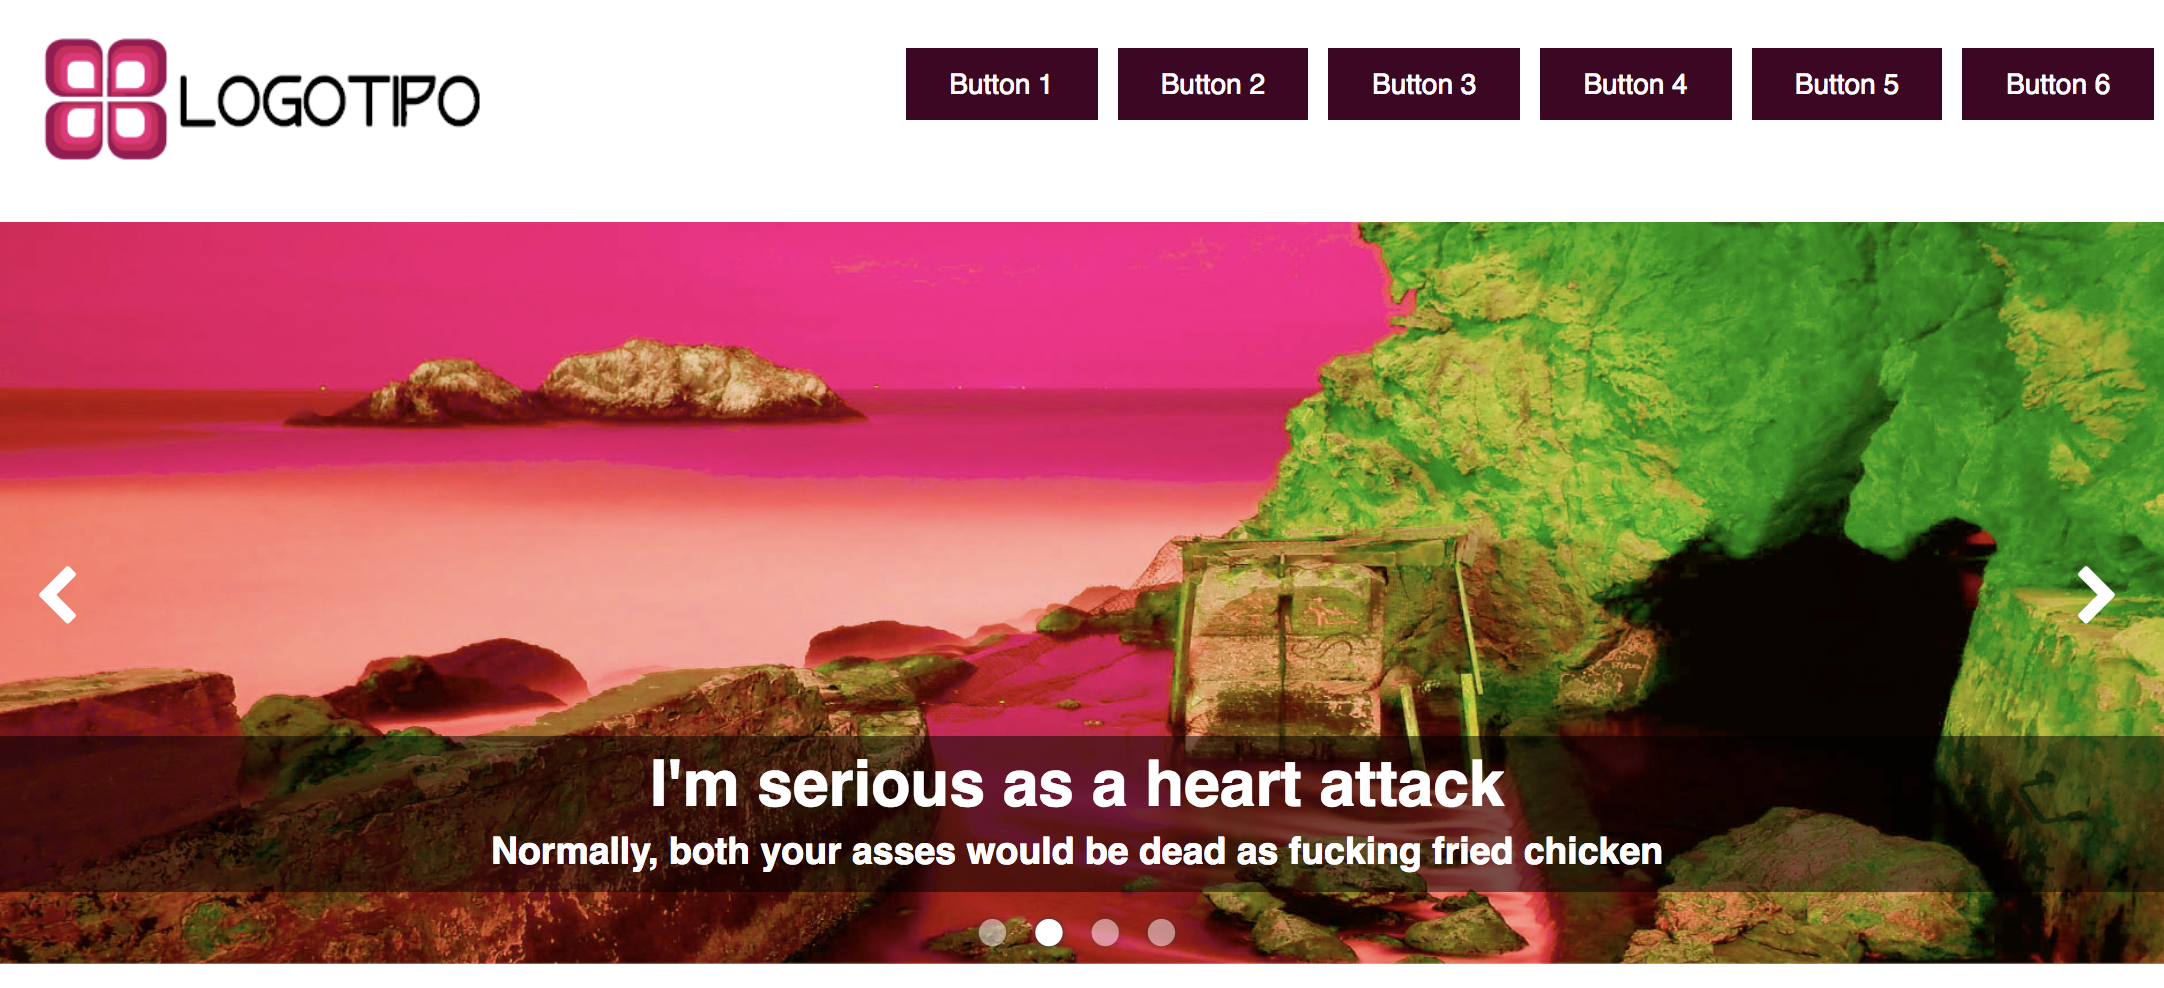 LOGOTIPO
Button 1
Button 2
Button 3
Button 4
Button 5
Button 6
I'm serious as a heart attack
Normally, both your asses would be dead as fucking fried chicken